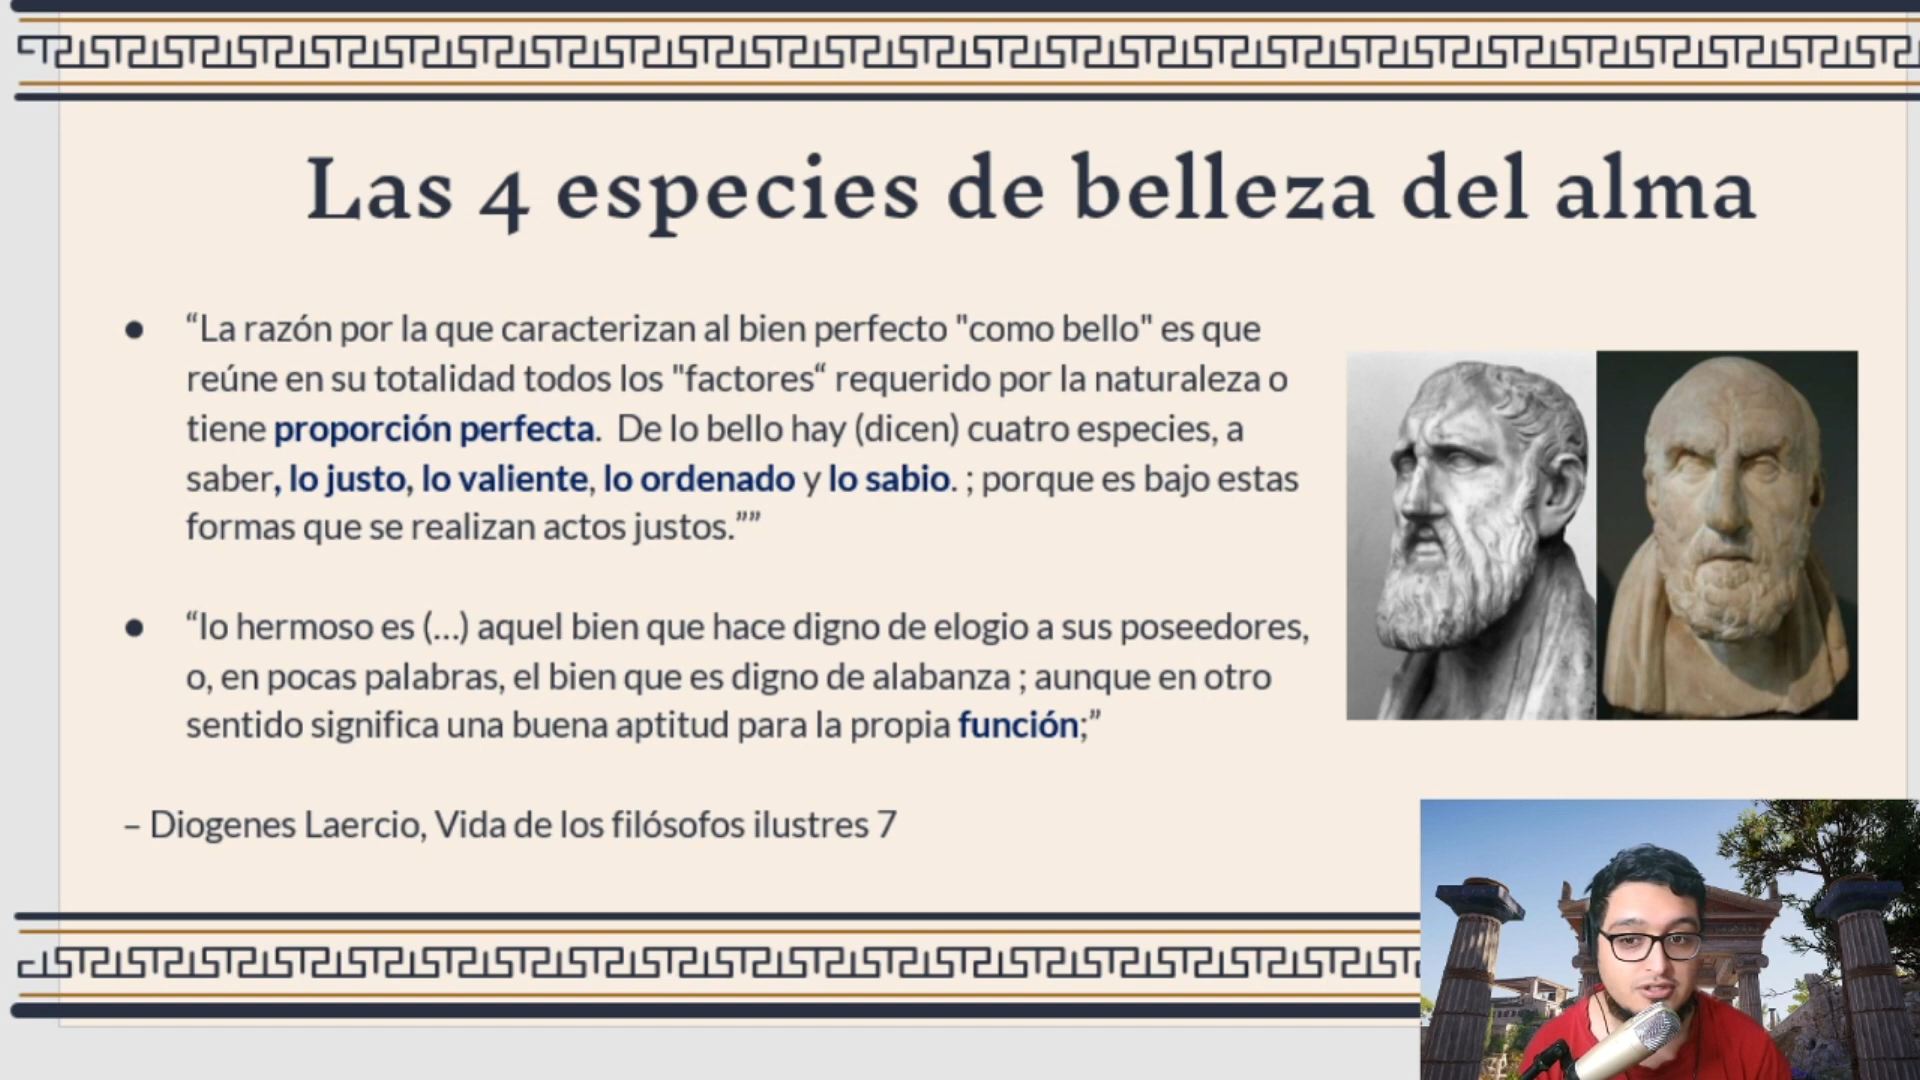 Las 4 especies de belleza del alma
● “La razón por la que caracterizan al bien perfecto "como bello" es que
reúne en su totalidad todos los "factores“ requerido por la naturaleza o
tiene proporción perfecta. De lo bello hay (dicen) cuatro especies, a
saber, lo justo, lo valiente, lo ordenado y lo sabio. ; porque es bajo estas
formas que se realizan actos justos.””
● “lo hermoso es (...) aquel bien que hace digno de elogio a sus poseedores,
o, en pocas palabras, el bien que es digno de alabanza ; aunque en otro
sentido significa una buena aptitud para la propia función;”
– Diogenes Laercio, Vida de los filósofos ilustres 7